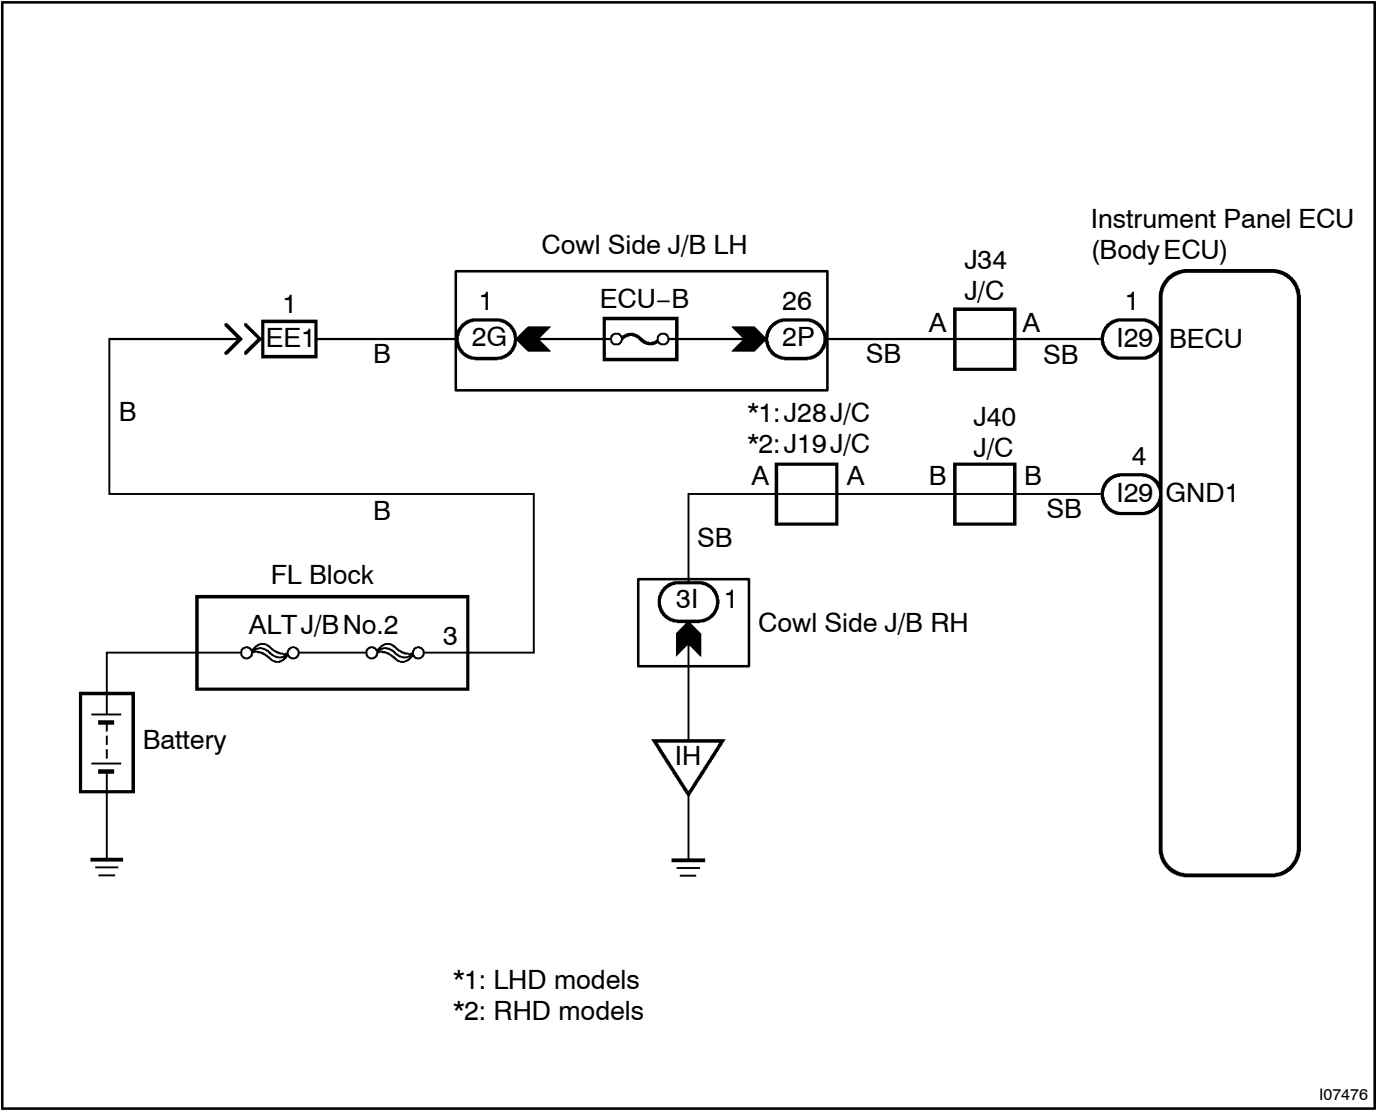 Instrument Panel ECU
(Body ECU)
Cowl Side J/B LH
J34
J/C
1
EE1
B
1
2G
ECU–B
26
2P
SB
A
A
SB
1
I29
BECU
B
*1: J28 J/C
*2: J19 J/C
J40
J/C
A
A
B
B
SB
4
I29
GND1
B
SB
FL Block
ALT J/B No.2
3
3I
1
Cowl Side J/B RH
Battery
IH
*1: LHD models
*2: RHD models
I07476